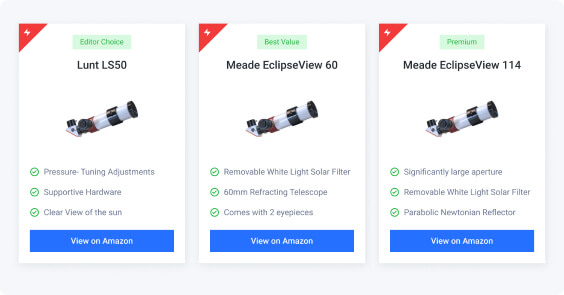 Editor Choice
Lunt LS50
Pressure- Tuning Adjustments
Supportive Hardware
Clear View of the sun
View on Amazon
Best Value
Meade EclipseView 60
Removable White Light Solar Filter
60mm Refracting Telescope
Comes with 2 eyepieces
View on Amazon
Premium
Meade EclipseView 114
Significantly large aperture
Removable White Light Solar Filter
Parabolic Newtonian Reflector
View on Amazon